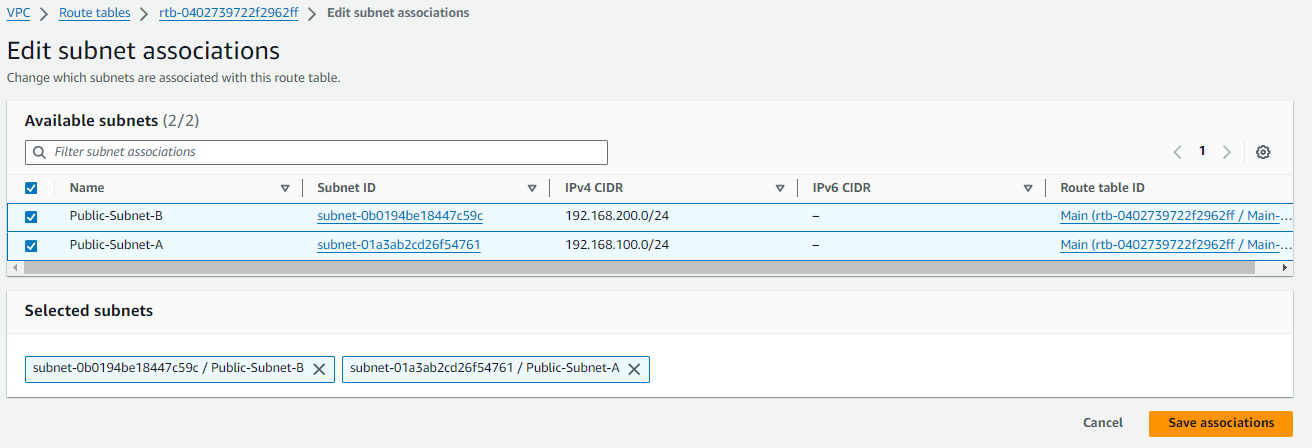 VPC > Route tables > rtb-0402739722f2962ff > Edit subnet associations
Edit subnet associations
Change which subnets are associated with this route table.
Available subnets (2/2)
Filter subnet associations
1
Name Subnet ID IPv4 CIDR IPv6 CIDR Route table ID
Public-Subnet-B subnet-0b0194be18447c59c 192.168.200.0/24 – Main (rtb-0402739722f2962ff / Main-...
Public-Subnet-A subnet-01a3ab2cd26f54761 192.168.100.0/24 – Main (rtb-0402739722f2962ff / Main-...
Selected subnets
subnet-0b0194be18447c59c / Public-Subnet-B subnet-01a3ab2cd26f54761 / Public-Subnet-A
Cancel Save associations